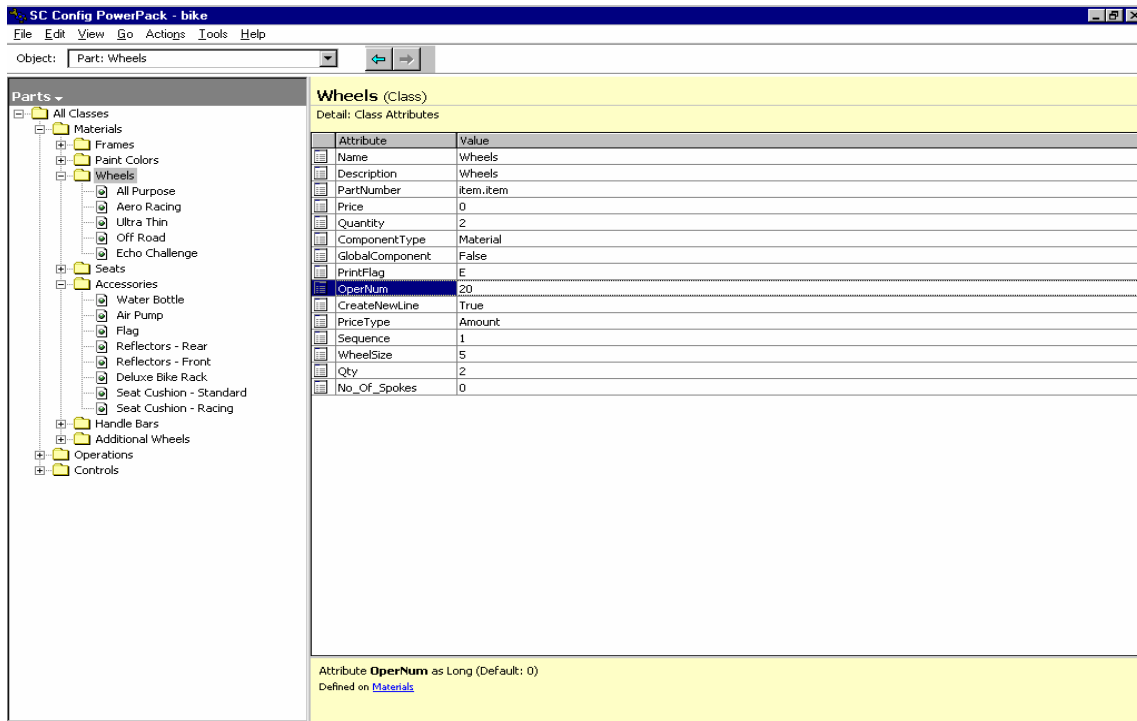 SC Config PowerPack - bike
File Edit View Go Actions Tools Help
Object: Part: Wheels
Parts
All Classes
Materials
Frames
Paint Colors
Wheels
All Purpose
Aero Racing
Ultra Thin
Off Road
Echo Challenge
Seats
Accessories
Water Bottle
Air Pump
Flag
Reflectors - Rear
Reflectors - Front
Deluxe Bike Rack
Seat Cushion - Standard
Seat Cushion - Racing
Handle Bars
Additional Wheels
Operations
Controls
Wheels (Class)
Detail: Class Attributes
Attribute Value
Name Wheels
Description Wheels
PartNumber item.item
Price 0
Quantity 2
ComponentType Material
GlobalComponent False
PrintFlag E
OperNum 20
CreateNewLine True
PriceType Amount
Sequence 1
WheelSize 5
Qty 2
No_Of_Spokes 0
Attribute OperNum as Long (Default: 0)
Defined on Materials